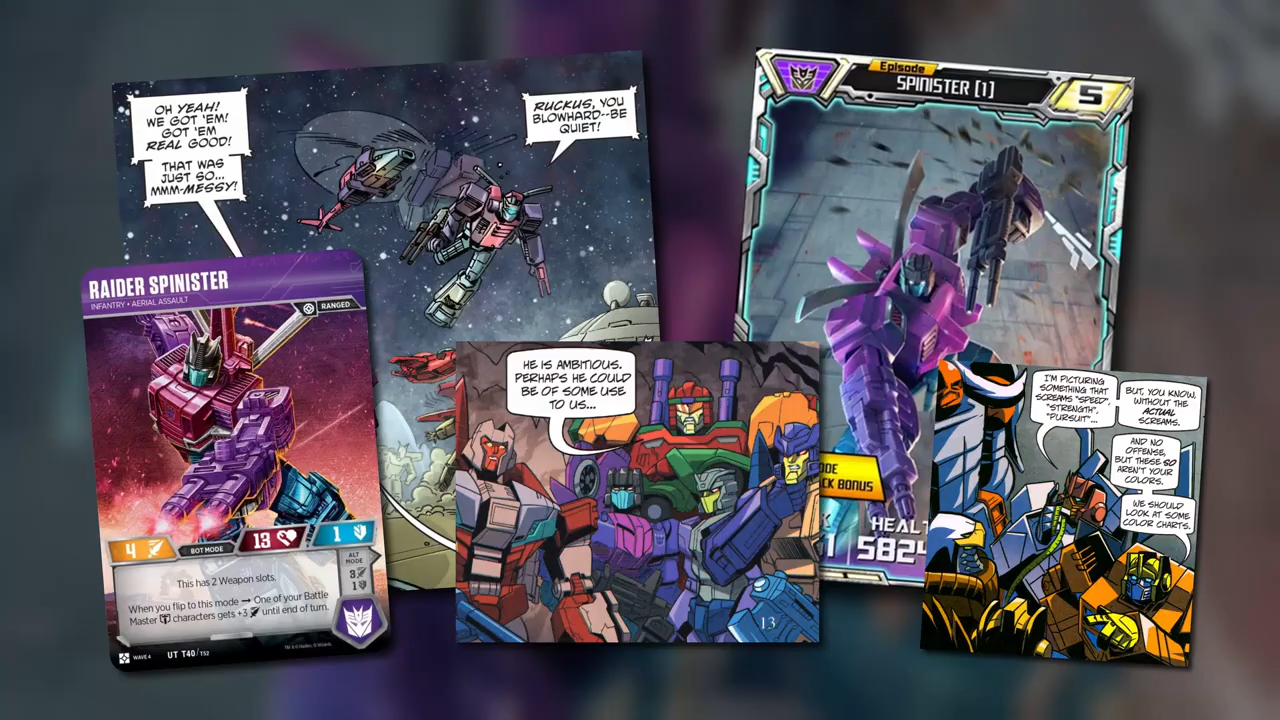 OH YEAH!
WE GOT 'EM!
GOT 'EM
REAL GOOD!
THAT WAS
JUST SO...
MMM-MESSY!
RUCKUS, YOU
BLOWHARD--BE
QUIET!
Episode
SPINISTER [1]
5
RAIDER SPINISTER
INFANTRY • AERIAL ASSAULT
RANGED
4
BOT MODE
13
1
ALT
MODE
3
1
This has 2 Weapon slots.
When you flip to this mode → One of your Battle
Master characters gets +3 until end of turn.
WAVE 4
UT T40/T52
HE IS AMBITIOUS.
PERHAPS HE COULD
BE OF SOME USE
TO US...
13
ODE
CK BONUS
HEALT
582
I'M PICTURING
SOMETHING THAT
SCREAMS "SPEED",
"STRENGTH",
"PURSUIT"...
BUT, YOU KNOW,
WITHOUT THE
ACTUAL
SCREAMS.
AND NO
OFFENSE,
BUT THESE SO
AREN'T YOUR
COLORS.
WE SHOULD
LOOK AT SOME
COLOR CHARTS.